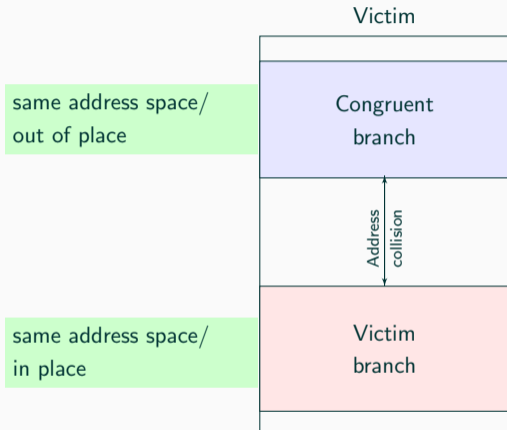 Victim
same address space/
out of place
Congruent
branch
Address
collision
same address space/
in place
Victim
branch